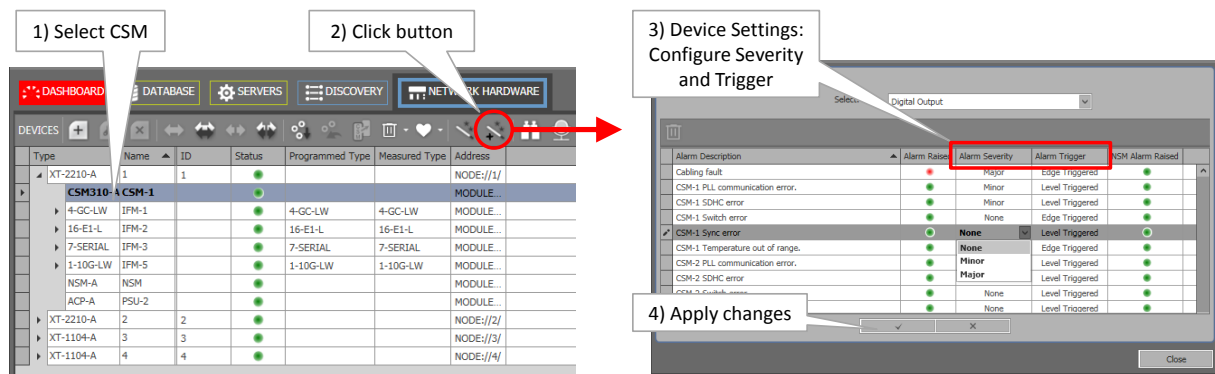 1) Select CSM
2) Click button
DASHBOARD
DATABASE
SERVERS
DISCOVERY
HARDWARE
DEVICES
Type Name ID Status Programmed Type Measured Type Address
XT-2210-A 1 1 NODE://1/
CSM310-A CSM-1 MODULE...
4-GC-LW IFM-1 4-GC-LW 4-GC-LW MODULE...
16-E1-L IFM-2 16-E1-L 16-E1-L MODULE...
7-SERIAL IFM-3 7-SERIAL 7-SERIAL MODULE...
1-10G-LW IFM-5 1-10G-LW 1-10G-LW MODULE...
NSM-A NSM MODULE...
ACP-A PSU-2 MODULE...
XT-2210-A 2 2 NODE://2/
XT-1104-A 3 3 NODE://3/
XT-1104-A 4 4 NODE://4/
3) Device Settings:
Configure Severity
and Trigger
Digital Output
Alarm Description Alarm Raised Alarm Severity Alarm Trigger NSM Alarm Raised
Cabling fault Major Edge Triggered
CSM-1 PLL communication error. Minor Level Triggered
CSM-1 SDHC error Minor Level Triggered
CSM-1 Switch error None Edge Triggered
CSM-1 Sync error None Level Triggered
CSM-1 Temperature out of range. None Edge Triggered
CSM-2 PLL communication error. Minor Level Triggered
CSM-2 SDHC error Major Level Triggered
None Level Triggered
None Level Triggered
4) Apply changes
Close